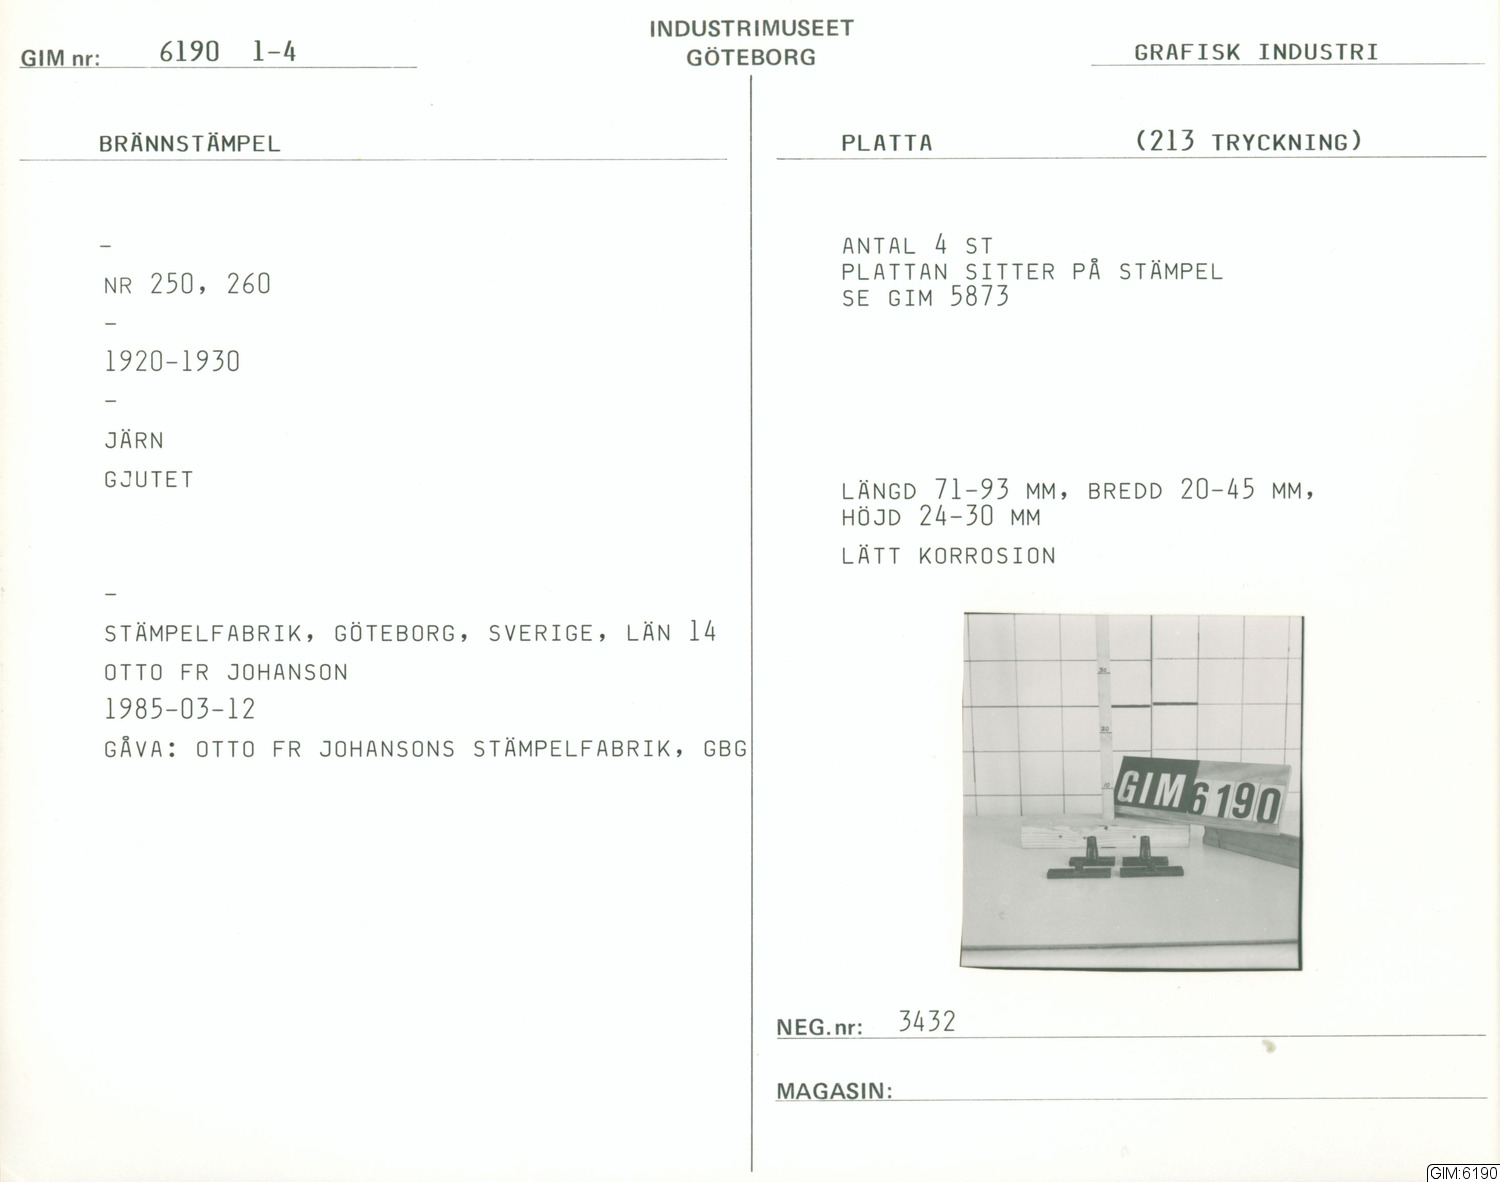 INDUSTRIMUSEET
GÖTEBORG
GIM nr: 6190 1-4
GRAFISK INDUSTRI
BRÄNNSTÄMPEL
–
NR 250, 260
–
1920-1930
–
JÄRN
GJUTET
–
STÄMPELFABRIK, GÖTEBORG, SVERIGE, LÄN 14
OTTO FR JOHANSON
1985-03-12
GÅVA: OTTO FR JOHANSONS STÄMPELFABRIK, GBG
PLATTA (213 TRYCKNING)
ANTAL 4 ST
PLATTAN SITTER PÅ STÄMPEL
SE GIM 5873
LÄNGD 71-93 MM, BREDD 20-45 MM,
HÖJD 24-30 MM
LÄTT KORROSION
30
20
10
GIM 6190
NEG.nr: 3432
MAGASIN:
GIM:6190